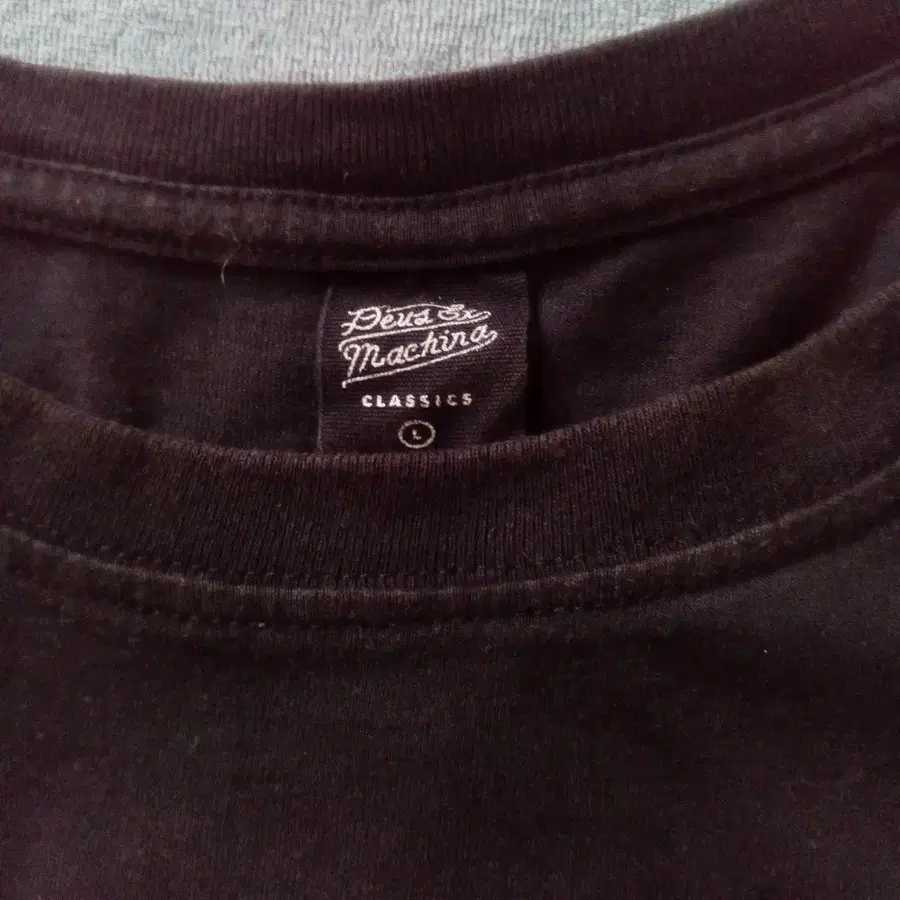 Deus Ex
Machina
CLASSICS
L